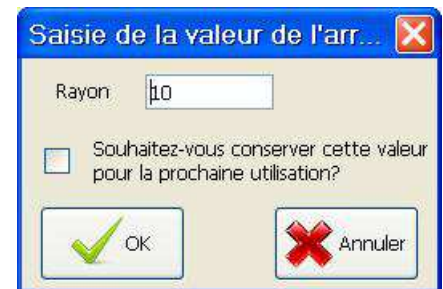 Saisie de la valeur de l'arr...
Rayon 10
Souhaitez-vous conserver cette valeur
pour la prochaine utilisation?
OK Annuler